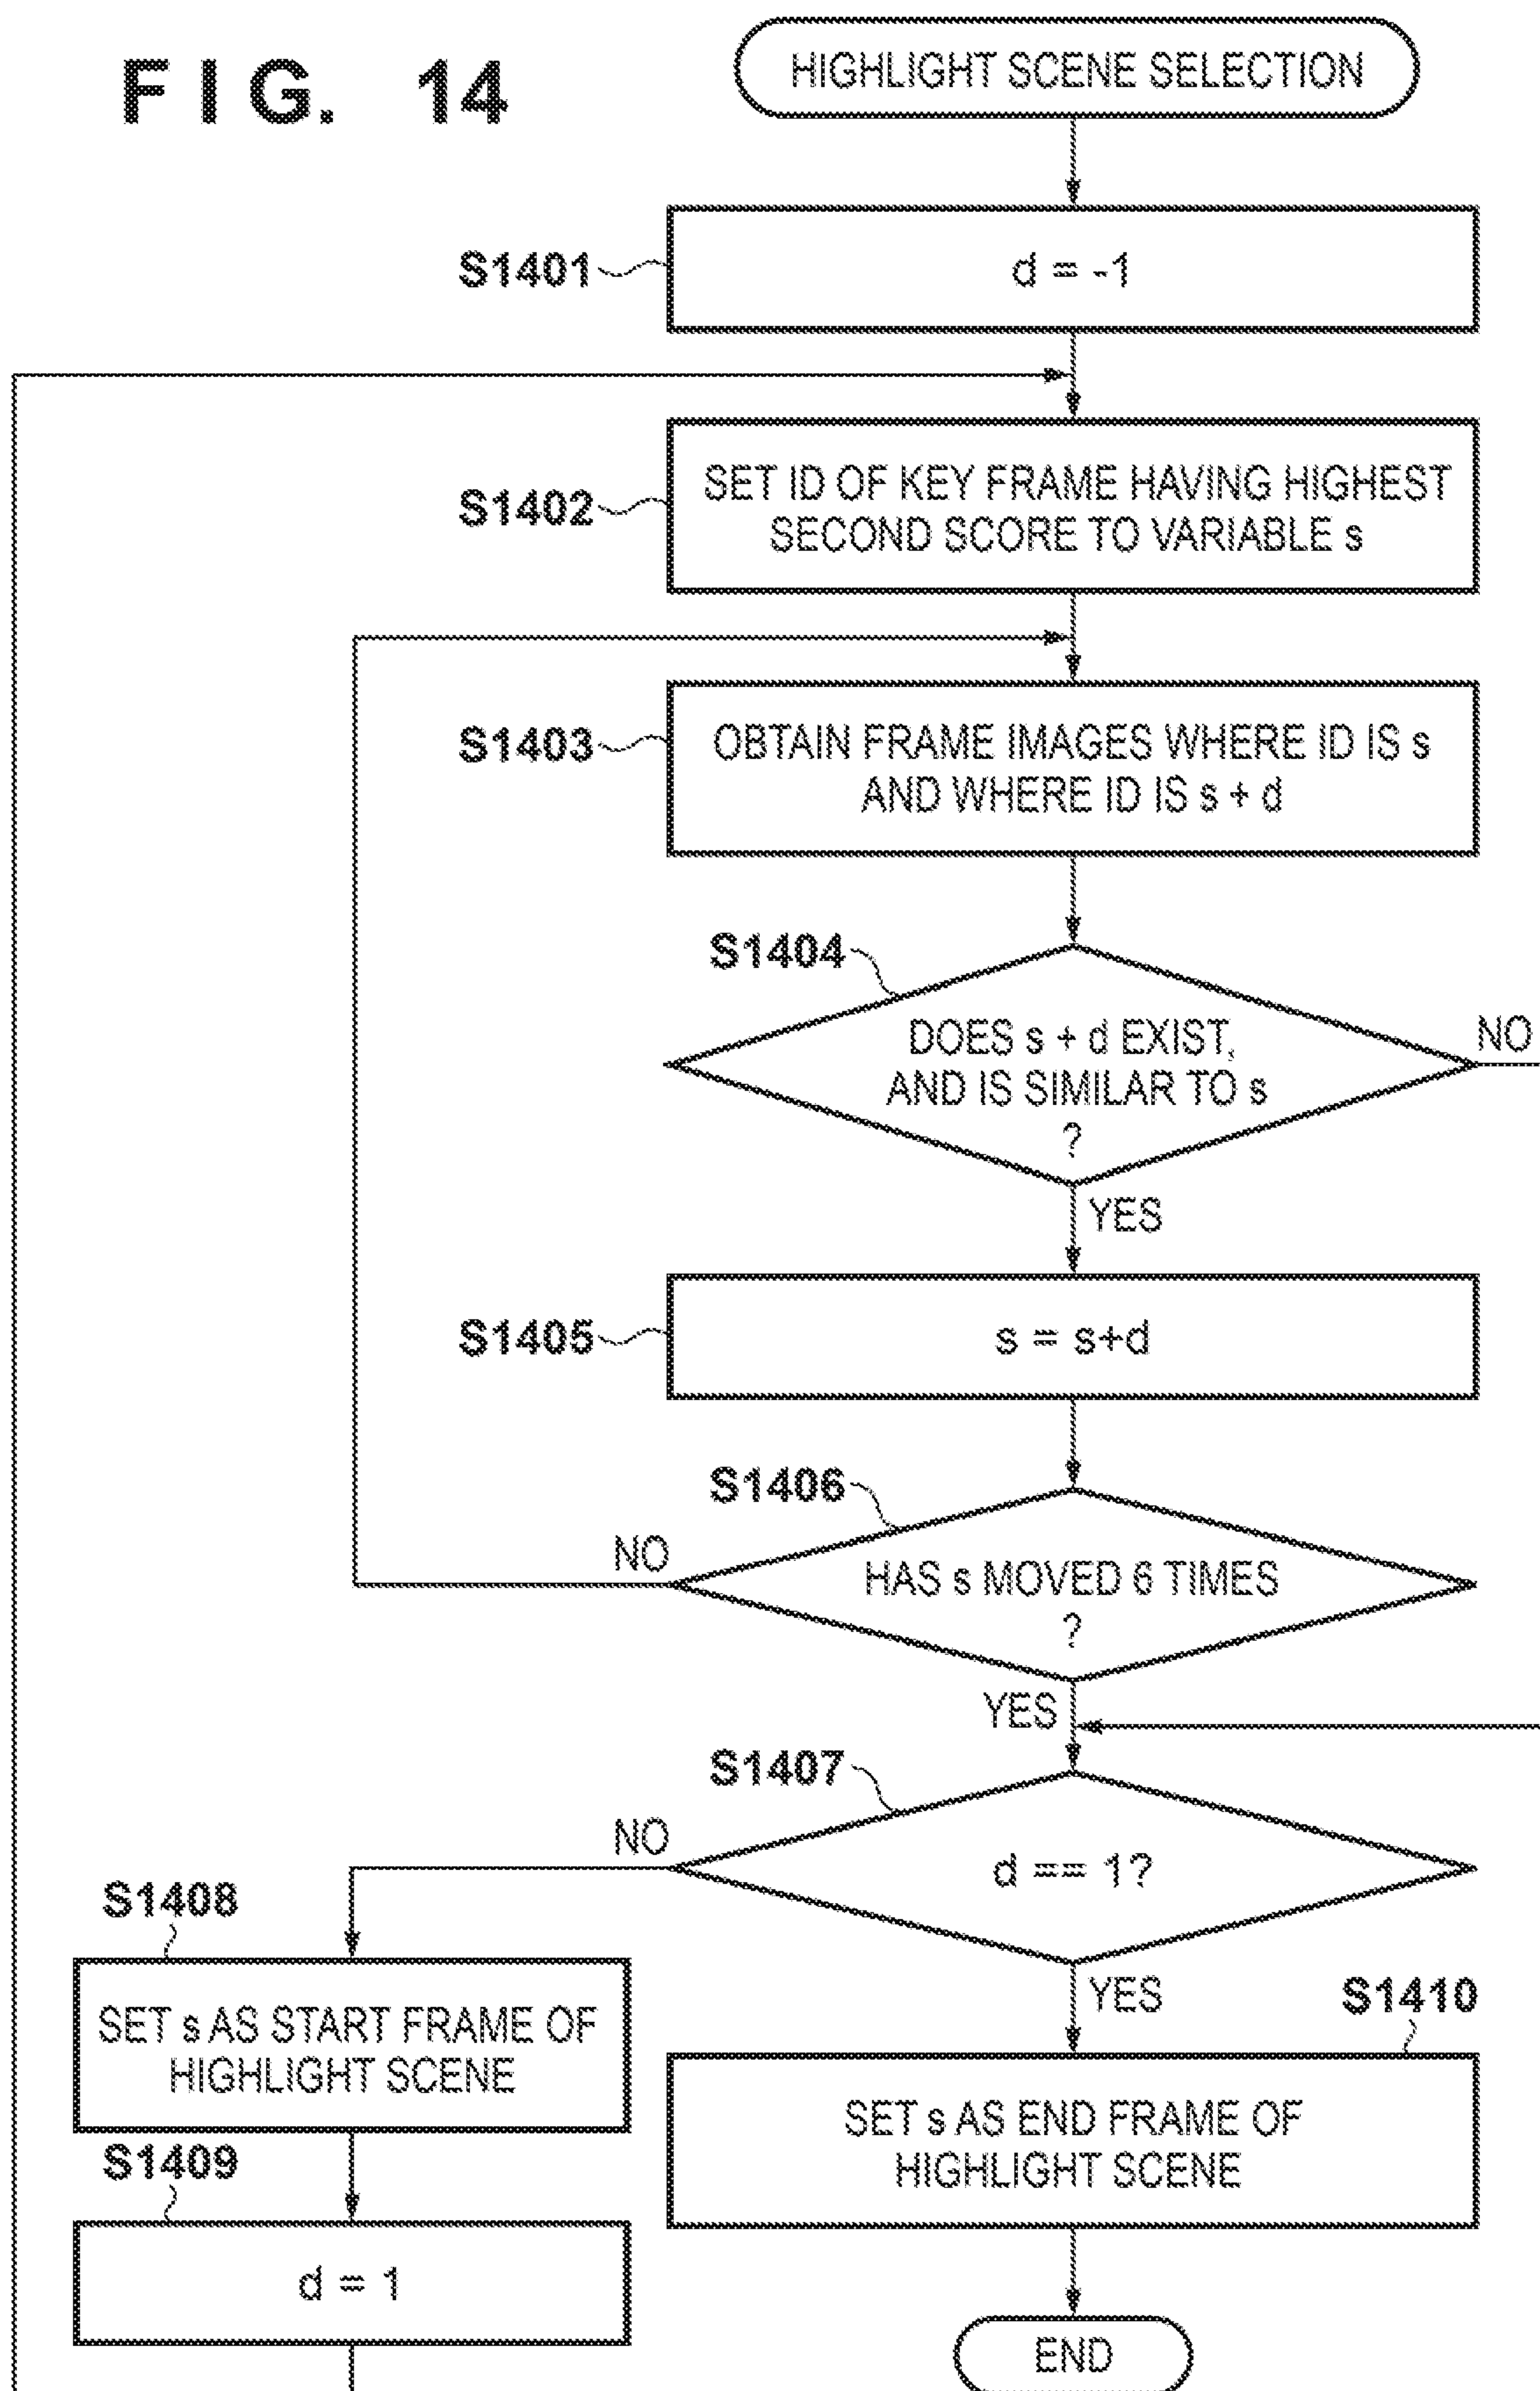 FIG. 14
HIGHLIGHT SCENE SELECTION
S1401
d = -1
S1402
SET ID OF KEY FRAME HAVING HIGHEST
SECOND SCORE TO VARIABLE s
S1403
OBTAIN FRAME IMAGES WHERE ID IS s
AND WHERE ID IS s + d
S1404
DOES s + d EXIST,
AND IS SIMILAR TO s
?
NO
YES
S1405
s = s+d
S1406
NO
HAS s MOVED 6 TIMES
?
YES
S1407
NO
d == 1?
YES
S1408
SET s AS START FRAME OF
HIGHLIGHT SCENE
S1409
d = 1
S1410
SET s AS END FRAME OF
HIGHLIGHT SCENE
END